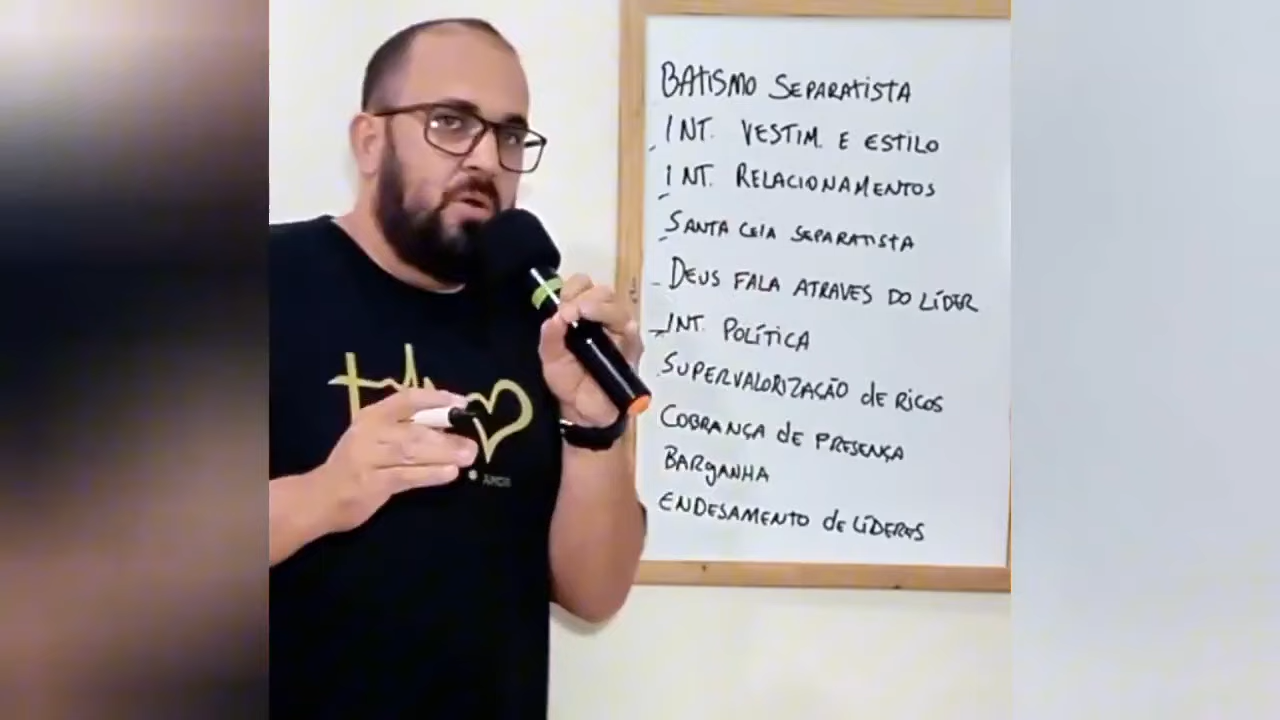 BATISMO SEPARATISTA
INT. VESTIM. E ESTILO
INT. RELACIONAMENTOS
SANTA CEIA SEPARATISTA
DEUS FALA ATRAVES DO LÍDER
INT. POLÍTICA
SUPERVALORIZAÇÃO de RICOS
COBRANÇA de PRESENÇA
BARGANHA
ENDESAMENTO de LÍDERES